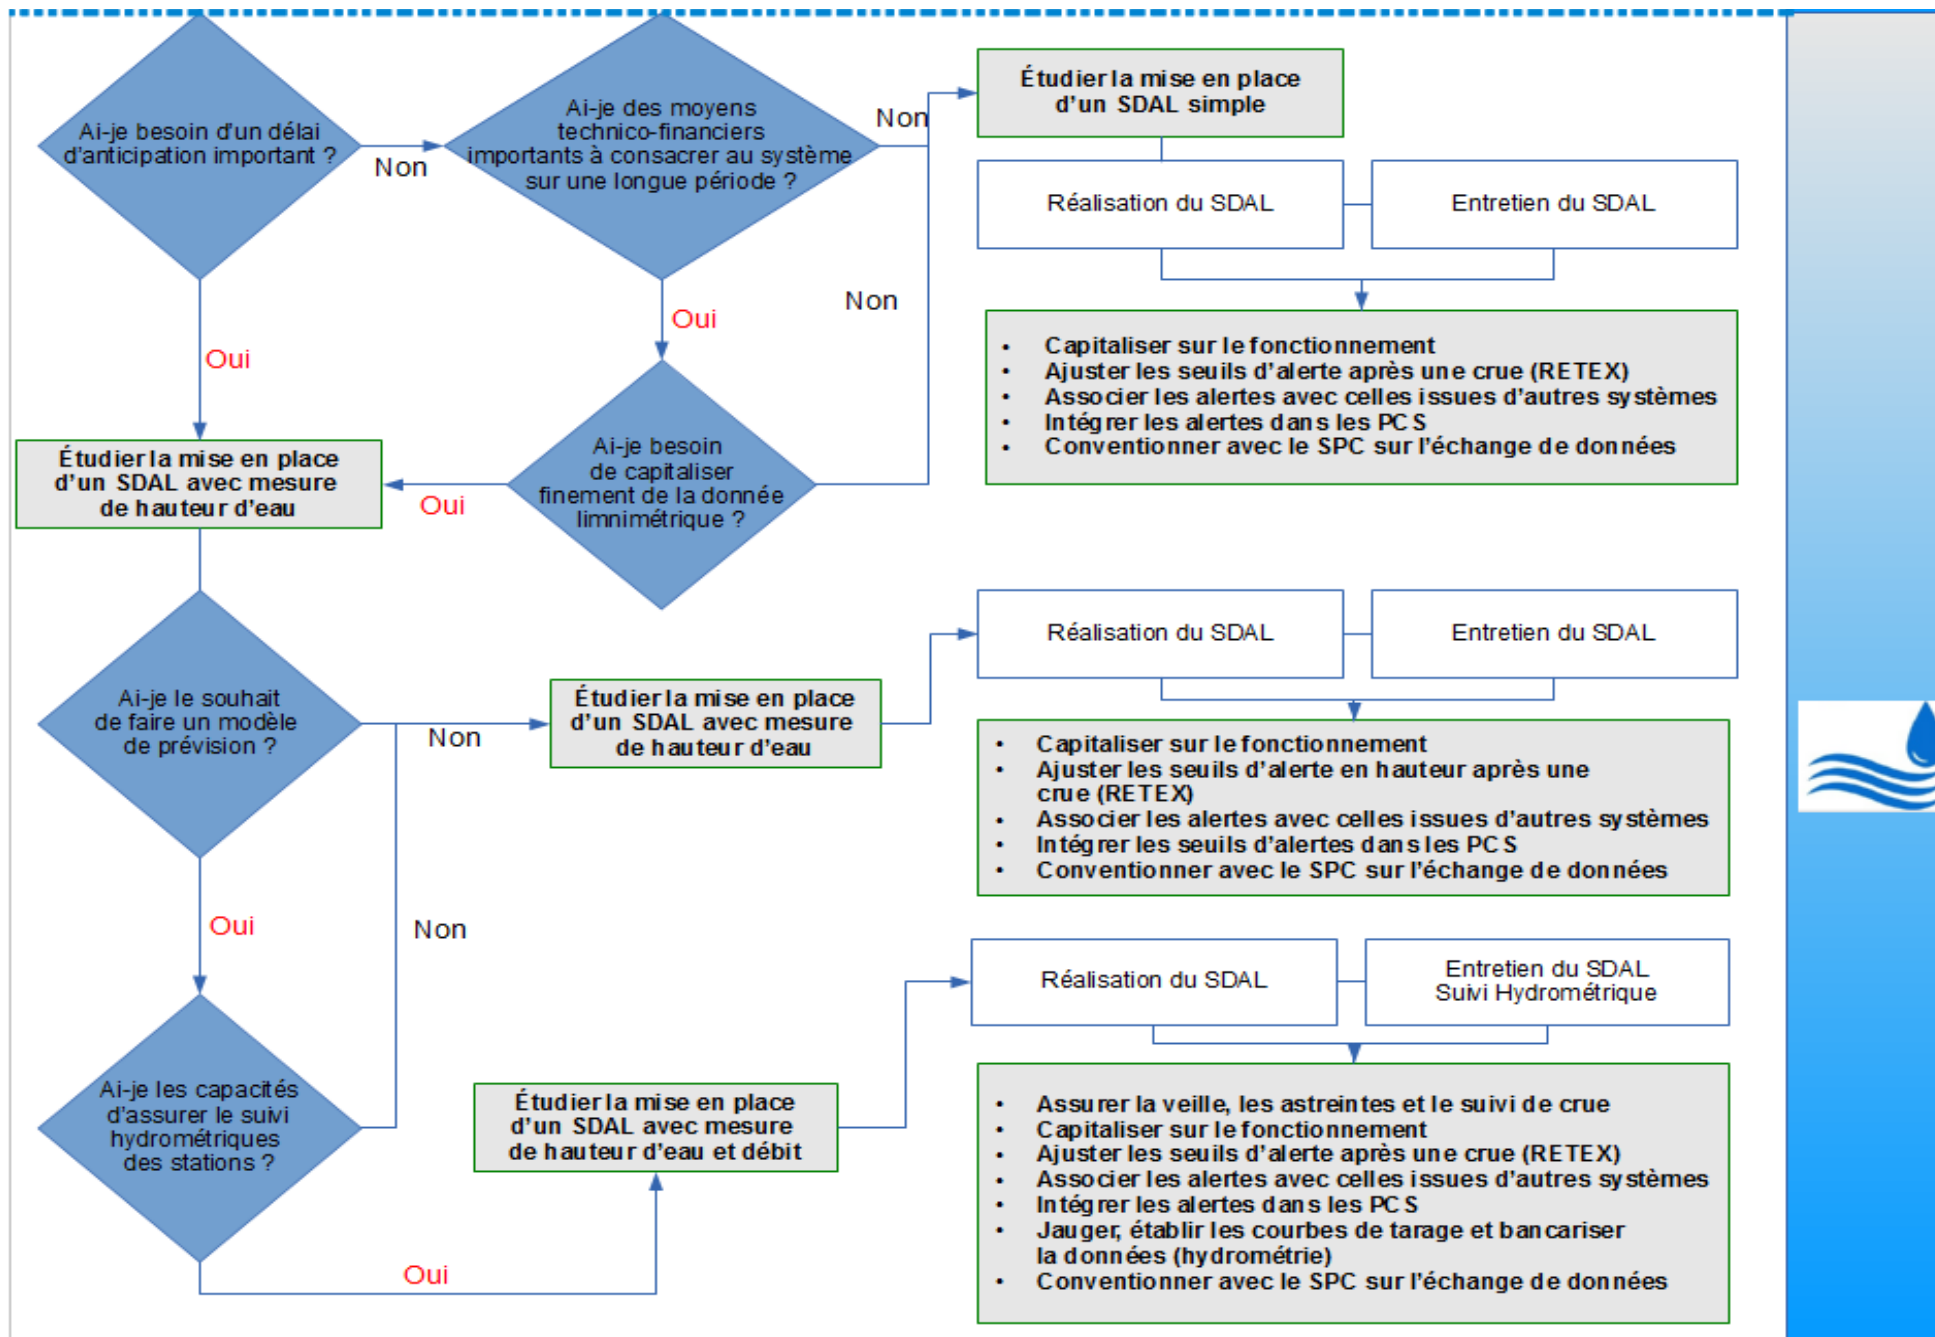 Ai-je besoin d'un délai
d'anticipation important ?
Non
Ai-je des moyens
technico-financiers
importants à consacrer au système
sur une longue période ?
Non
Étudier la mise en place
d'un SDAL simple
Réalisation du SDAL
Entretien du SDAL
Non
Oui
Oui
• Capitaliser sur le fonctionnement
• Ajuster les seuils d'alerte après une crue (RETEX)
• Associer les alertes avec celles issues d'autres systèmes
• Intégrer les alertes dans les PCS
• Conventionner avec le SPC sur l'échange de données
Étudier la mise en place
d'un SDAL avec mesure
de hauteur d'eau
Oui
Ai-je besoin
de capitaliser
finement de la donnée
limnimétrique ?
Ai-je le souhait
de faire un modèle
de prévision ?
Non
Étudier la mise en place
d'un SDAL avec mesure
de hauteur d'eau
Réalisation du SDAL
Entretien du SDAL
• Capitaliser sur le fonctionnement
• Ajuster les seuils d'alerte en hauteur après une
crue (RETEX)
• Associer les alertes avec celles issues d'autres systèmes
• Intégrer les seuils d'alertes dans les PCS
• Conventionner avec le SPC sur l'échange de données
Oui
Non
Ai-je les capacités
d'assurer le suivi
hydrométriques
des stations ?
Oui
Étudier la mise en place
d'un SDAL avec mesure
de hauteur d'eau et débit
Réalisation du SDAL
Entretien du SDAL
Suivi Hydrométrique
• Assurer la veille, les astreintes et le suivi de crue
• Capitaliser sur le fonctionnement
• Ajuster les seuils d'alerte après une crue (RETEX)
• Associer les alertes avec celles issues d'autres systèmes
• Intégrer les alertes dans les PCS
• Jauger, établir les courbes de tarage et bancariser
la données (hydrométrie)
• Conventionner avec le SPC sur l'échange de données